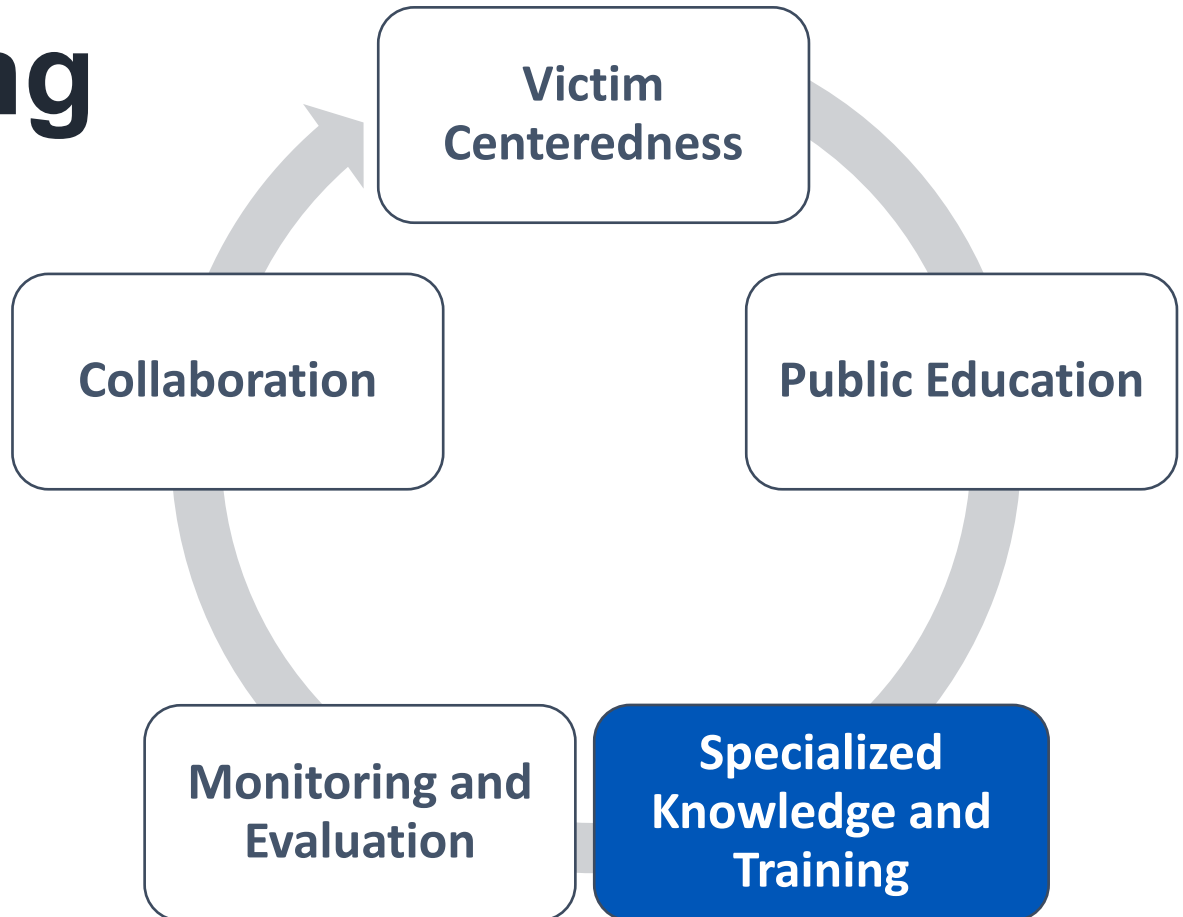 ng
Victim
Centeredness
Public Education
Specialized
Knowledge and
Training
Monitoring and
Evaluation
Collaboration